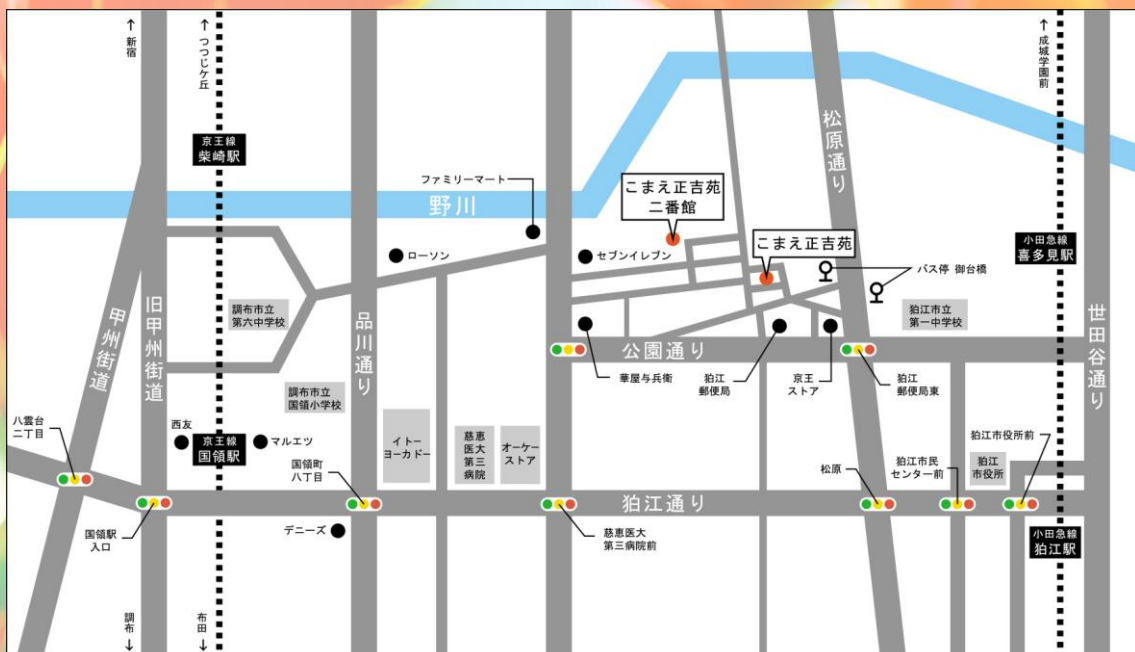 ↑
新宿
↑
つつじケ丘
↑
成城学園前
京王線
柴崎駅
ファミリーマート
野川
こまえ正吉苑
二番館
こまえ正吉苑
松原通り
小田急線
喜多見駅
ローソン
セブンイレブン
バス停 御台橋
調布市立
第六中学校
狛江市立
第一中学校
甲州街道
旧甲州街道
品川通り
公園通り
世田谷通り
華屋与兵衛
狛江
郵便局
京王
ストア
狛江
郵便局東
調布市立
国領小学校
八雲台
二丁目
西友
京王線
国領駅
マルエツ
国領町
八丁目
イトー
ヨーカドー
慈恵
医大
第三
病院
オーケー
ストア
松原
狛江市民
センター前
狛江
市役所
狛江市役所前
狛江通り
国領駅
入口
デニーズ
慈恵医大
第三病院前
小田急線
狛江駅
調布
↓
布田
↓